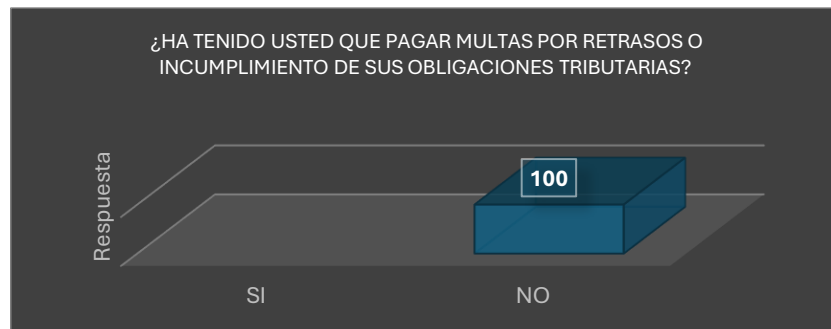 ¿HA TENIDO USTED QUE PAGAR MULTAS POR RETRASOS O
INCUMPLIMIENTO DE SUS OBLIGACIONES TRIBUTARIAS?
Respuesta
100
SI
NO